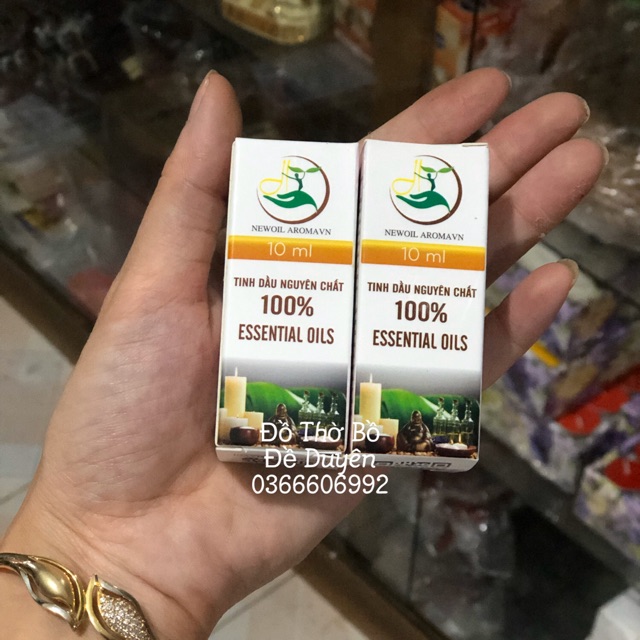 NEWOIL AROMAVN
10 ml
TINH DẦU NGUYÊN CHẤT
100%
ESSENTIAL OILS
NEWOIL AROMAVN
10 ml
TINH DẦU NGUYÊN CHẤT
100%
ESSENTIAL OILS
Đồ Thờ Bồ
Đề Duyên
0366606992